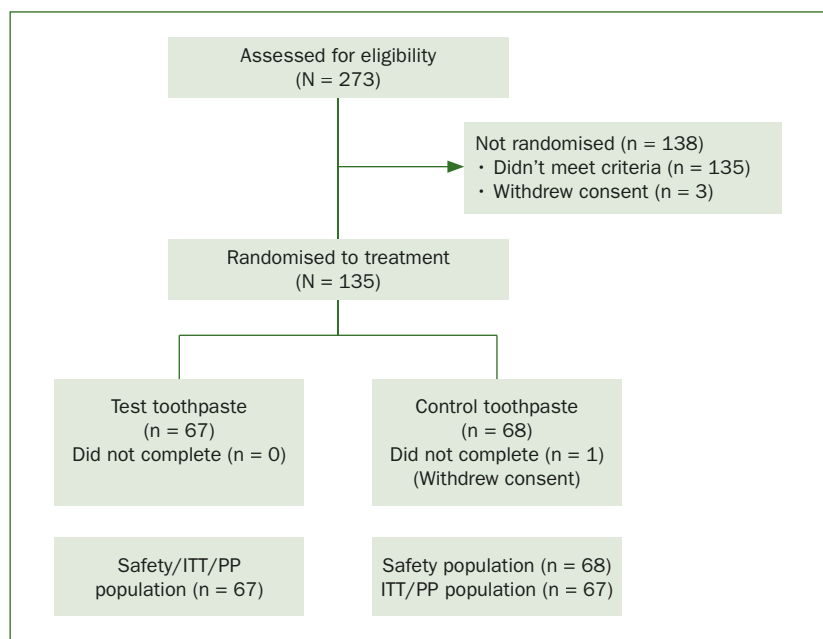 Assessed for eligibility
(N = 273)
Not randomised (n = 138)
· Didn’t meet criteria (n = 135)
· Withdrew consent (n = 3)
Randomised to treatment
(N = 135)
Test toothpaste
(n = 67)
Did not complete (n = 0)
Control toothpaste
(n = 68)
Did not complete (n = 1)
(Withdrew consent)
Safety/ITT/PP
population (n = 67)
Safety population (n = 68)
ITT/PP population (n = 67)